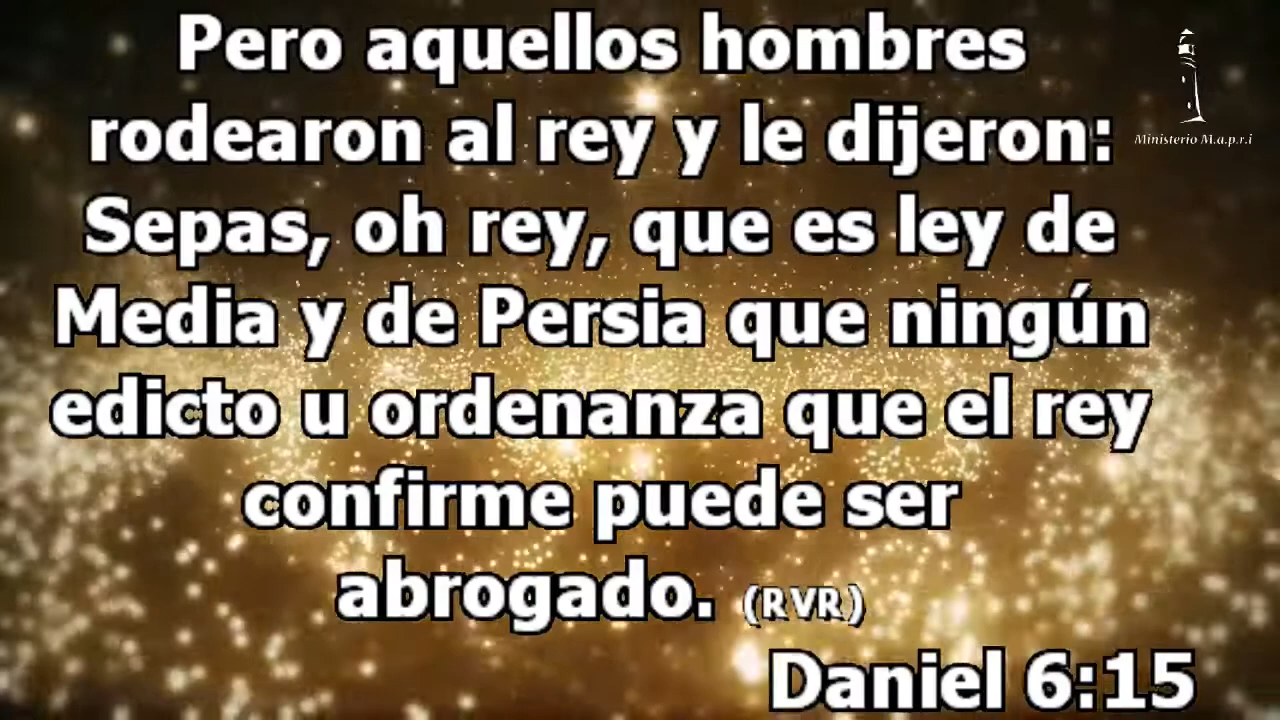 Pero aquellos hombres
rodearon al rey y le dijeron:
Sepas, oh rey, que es ley de
Media y de Persia que ningún
edicto u ordenanza que el rey
confirme puede ser
abrogado. (RVR)
Daniel 6:15
Ministerio M.a.p.r.i